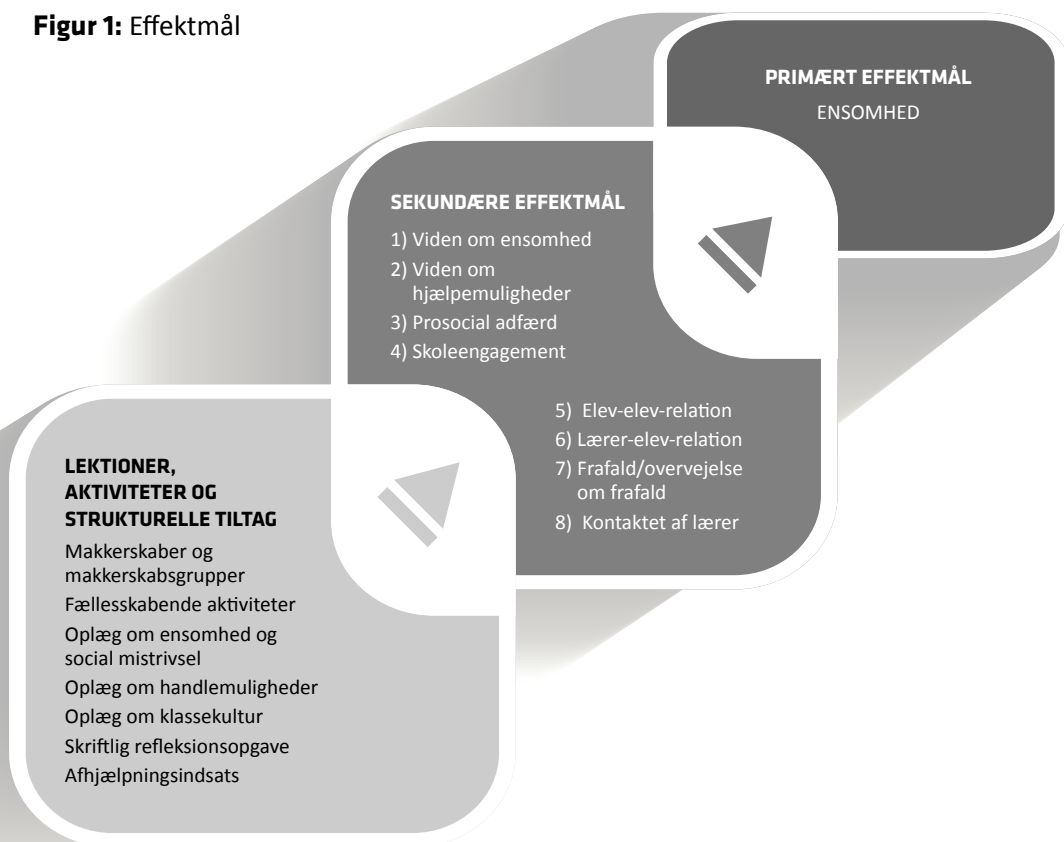 Figur 1: Effektmål
PRIMÆRT EFFEKTMÅL
ENSOMHED
SEKUNDÆRE EFFEKTMÅL
1) Viden om ensomhed
2) Viden om
hjælpemuligheder
3) Prosocial adfærd
4) Skoleengagement
5) Elev-elev-relation
6) Lærer-elev-relation
7) Frafald/overvejelse
om frafald
8) Kontaktet af lærer
LEKTIONER,
AKTIVITETER OG
STRUKTURELLE TILTAG
Makkerskaber og
makkerskabsgrupper
Fællesskabende aktiviteter
Oplæg om ensomhed og
social mistrivsel
Oplæg om handlemuligheder
Oplæg om klassekultur
Skriftlig refleksionsopgave
Afhjælpningsindsats